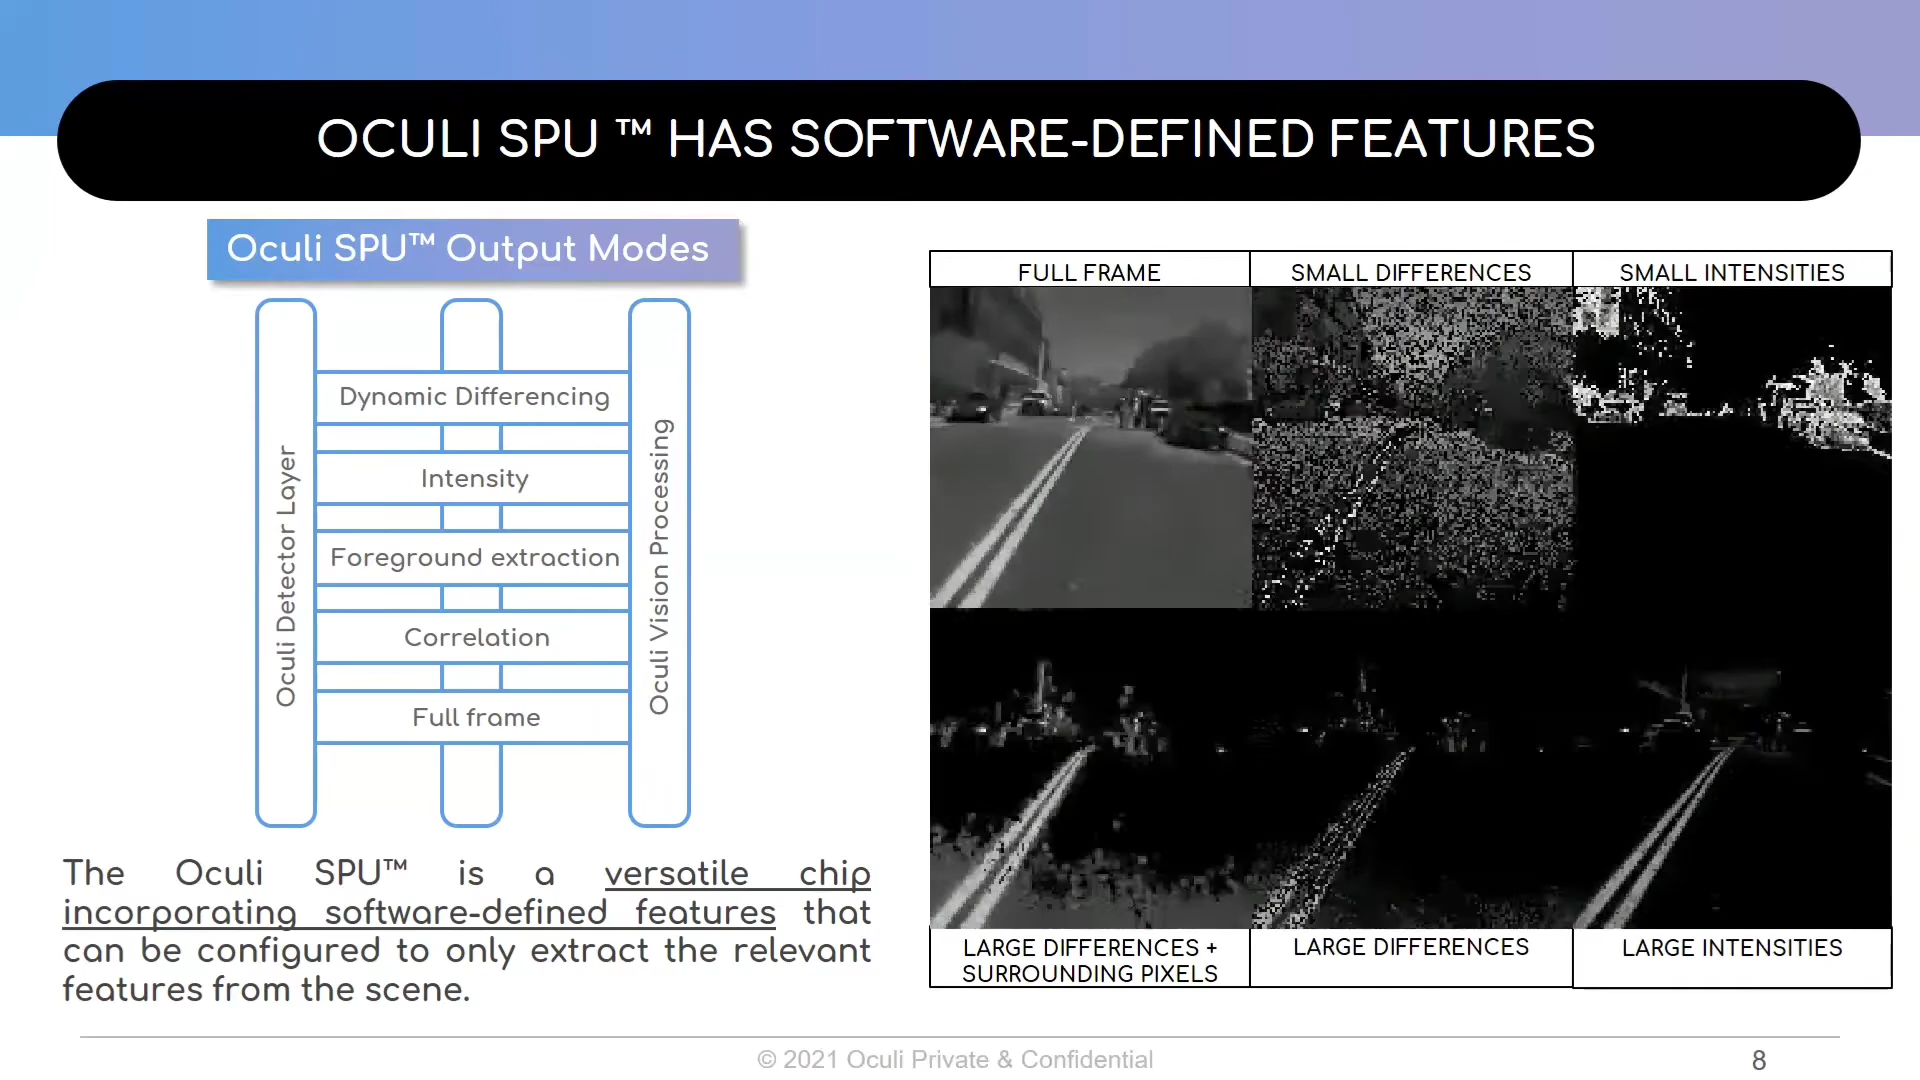 OCULI SPU ™ HAS SOFTWARE-DEFINED FEATURES
Oculi SPU™ Output Modes
Oculi Detector Layer
Dynamic Differencing
Intensity
Foreground extraction
Correlation
Full frame
Oculi Vision Processing
The Oculi SPU™ is a versatile chip
incorporating software-defined features that
can be configured to only extract the relevant
features from the scene.
FULL FRAME
SMALL DIFFERENCES
SMALL INTENSITIES
LARGE DIFFERENCES +
SURROUNDING PIXELS
LARGE DIFFERENCES
LARGE INTENSITIES
© 2021 Oculi Private & Confidential
8